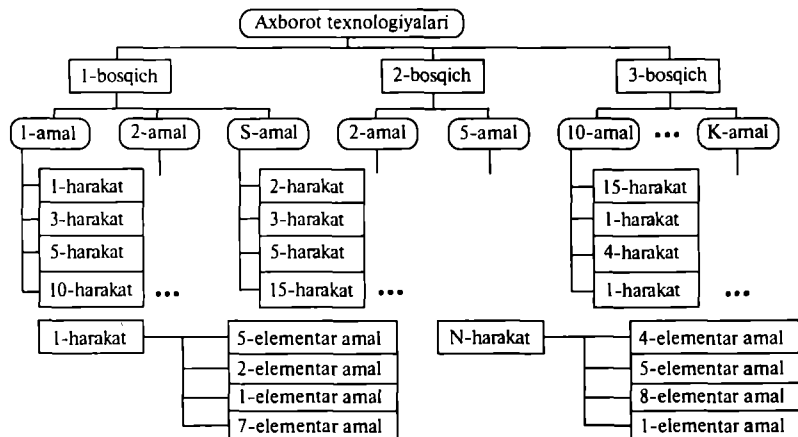 Axborot texnologiyalari
1-bosqich 2-bosqich 3-bosqich
1-amal 2-amal S-amal 2-amal 5-amal 10-amal ••• K-amal
1-harakat 2-harakat 15-harakat
3-harakat 3-harakat 1-harakat
5-harakat 5-harakat 4-harakat
10-harakat ••• 15-harakat ••• 1-harakat •••
1-harakat 5-elementar amal N-harakat 4-elementar amal
2-elementar amal 5-elementar amal
1-elementar amal 8-elementar amal
7-elementar amal 1-elementar amal